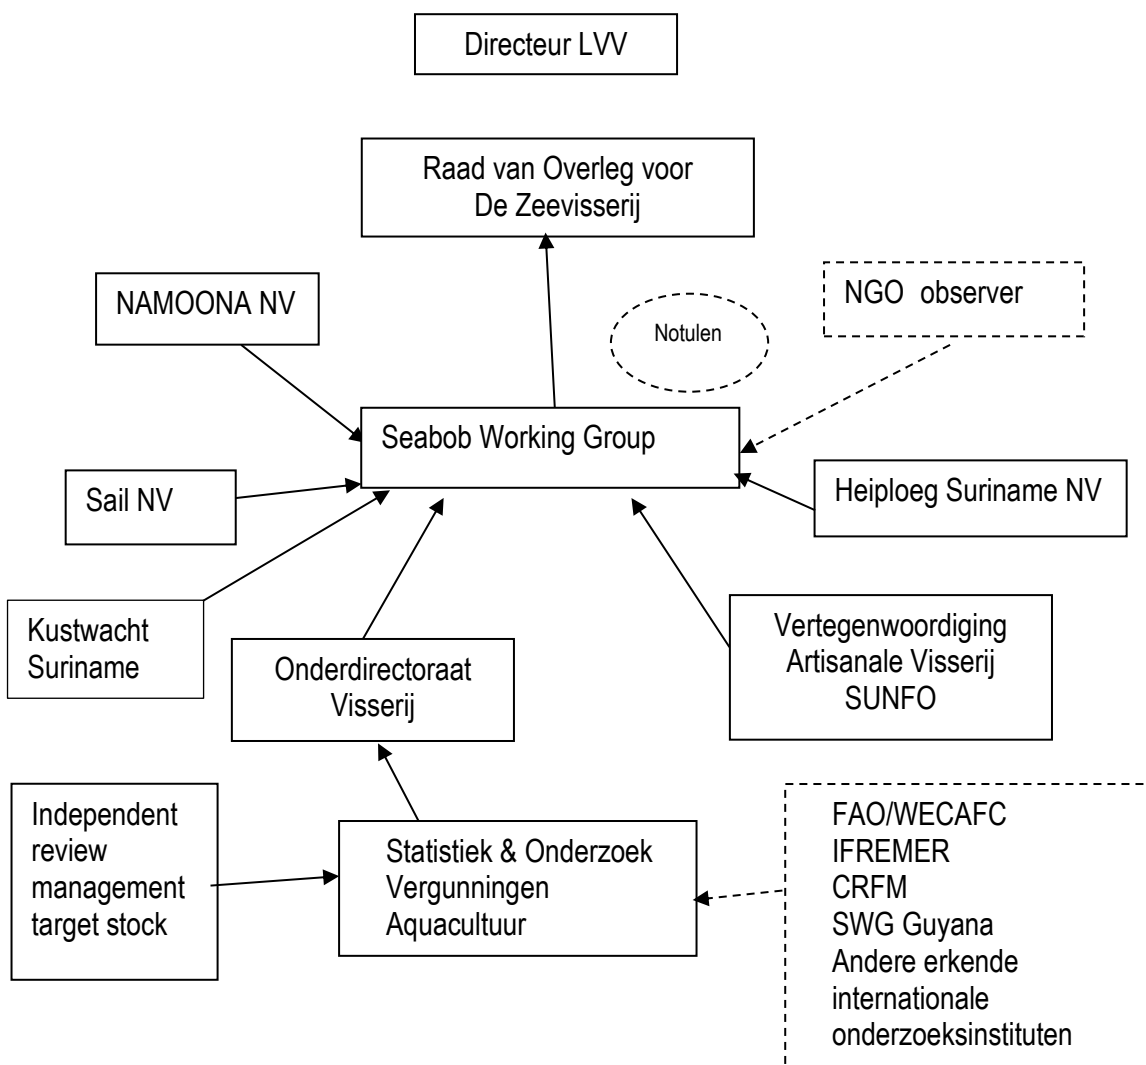 Directeur LVV
Raad van Overleg voor
De Zeevisserij
NAMOONA NV
NGO observer
Notulen
Seabob Working Group
Sail NV
Heiploeg Suriname NV
Kustwacht
Suriname
Onderdirectoraat
Visserij
Vertegenwoordiging
Artisanale Visserij
SUNFO
Independent
review
management
target stock
Statistiek & Onderzoek
Vergunningen
Aquacultuur
FAO/WECAFC
IFREMER
CRFM
SWG Guyana
Andere erkende
internationale
onderzoeksinstituten